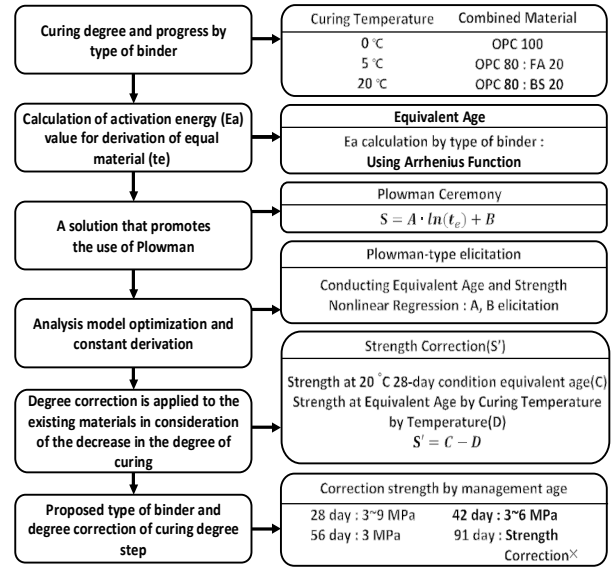 Curing degree and progress by
type of binder
Curing Temperature Combined Material
0 ℃ OPC 100
5 ℃ OPC 80 : FA 20
20 ℃ OPC 80 : BS 20
Calculation of activation energy (Ea)
value for derivation of equal
material (te)
Equivalent Age
Ea calculation by type of binder :
Using Arrhenius Function
A solution that promotes
the use of Plowman
Plowman Ceremony
S = A · ln(tₑ) + B
Analysis model optimization and
constant derivation
Plowman-type elicitation
Conducting Equivalent Age and Strength
Nonlinear Regression : A, B elicitation
Degree correction is applied to the
existing materials in consideration
of the decrease in the degree of
curing
Strength Correction(S')
Strength at 20 °C 28-day condition equivalent age(C)
Strength at Equivalent Age by Curing Temperature
by Temperature(D)
S' = C − D
Proposed type of binder and
degree correction of curing degree
step
Correction strength by management age
28 day : 3~9 MPa 42 day : 3~6 MPa
56 day : 3 MPa 91 day : Strength
Correction×